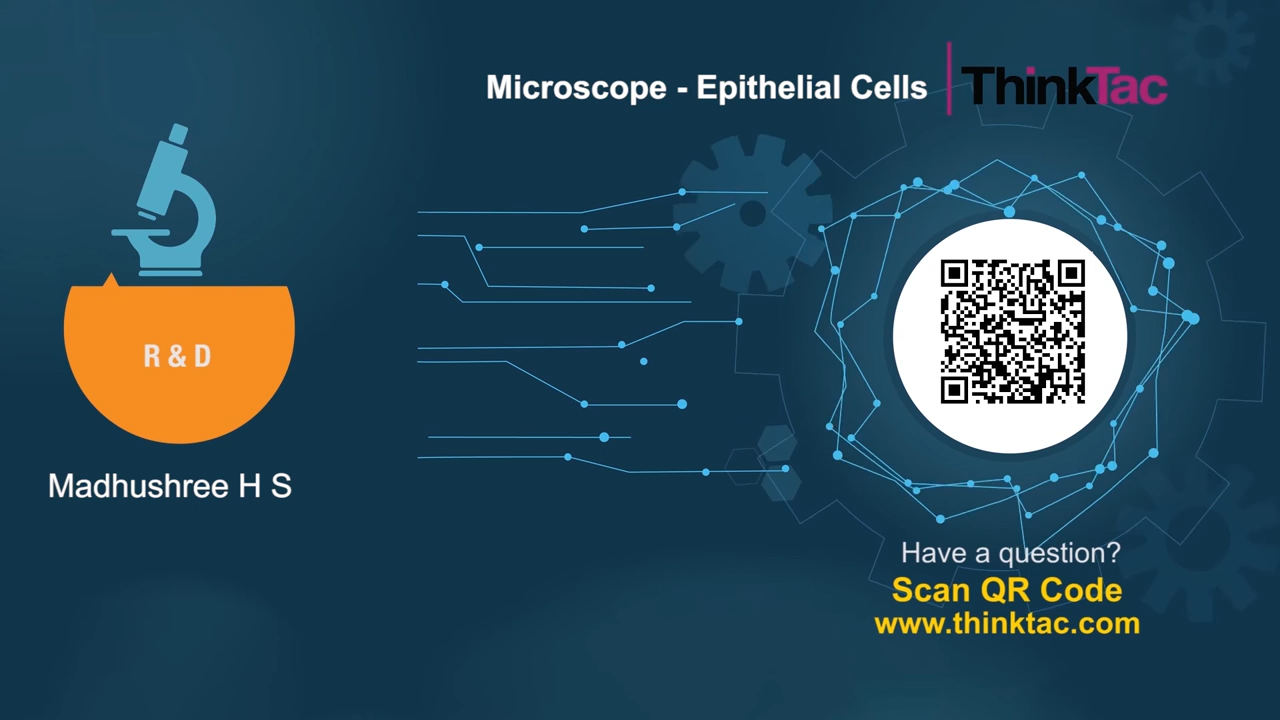 Microscope - Epithelial Cells
ThinkTac
R & D
Madhushree H S
Have a question?
Scan QR Code
www.thinktac.com